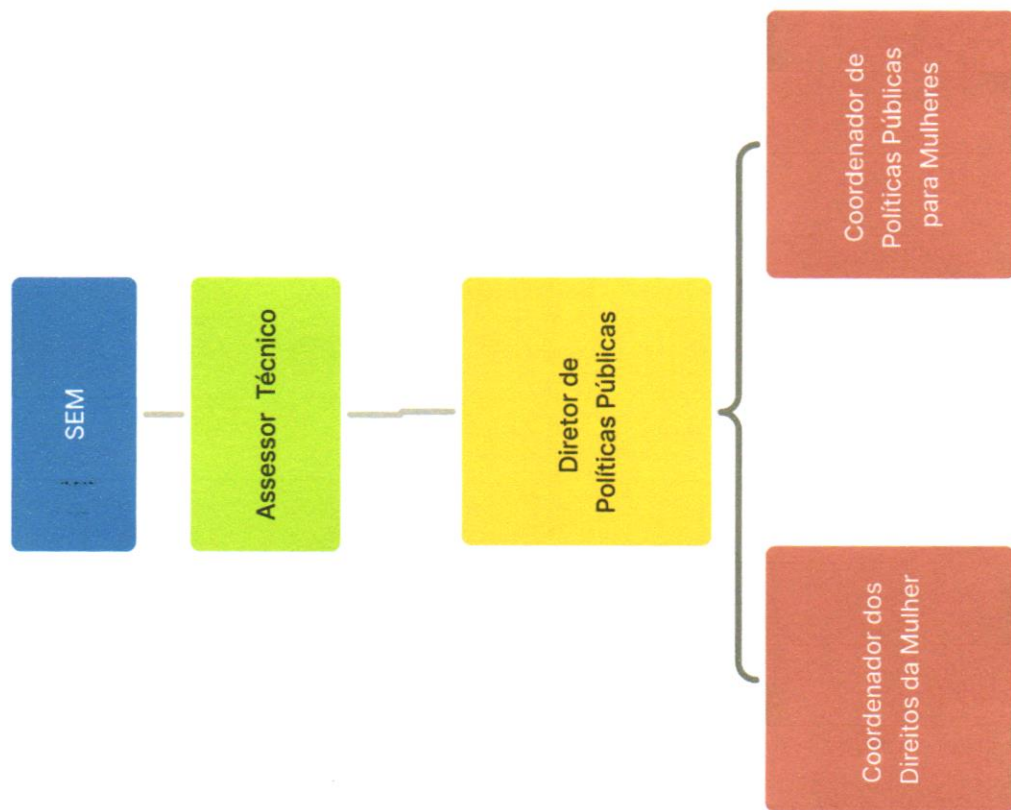 SEM
Assessor Técnico
Diretor de
Políticas Públicas
Coordenador dos
Direitos da Mulher
Coordenador de
Políticas Públicas
para Mulheres